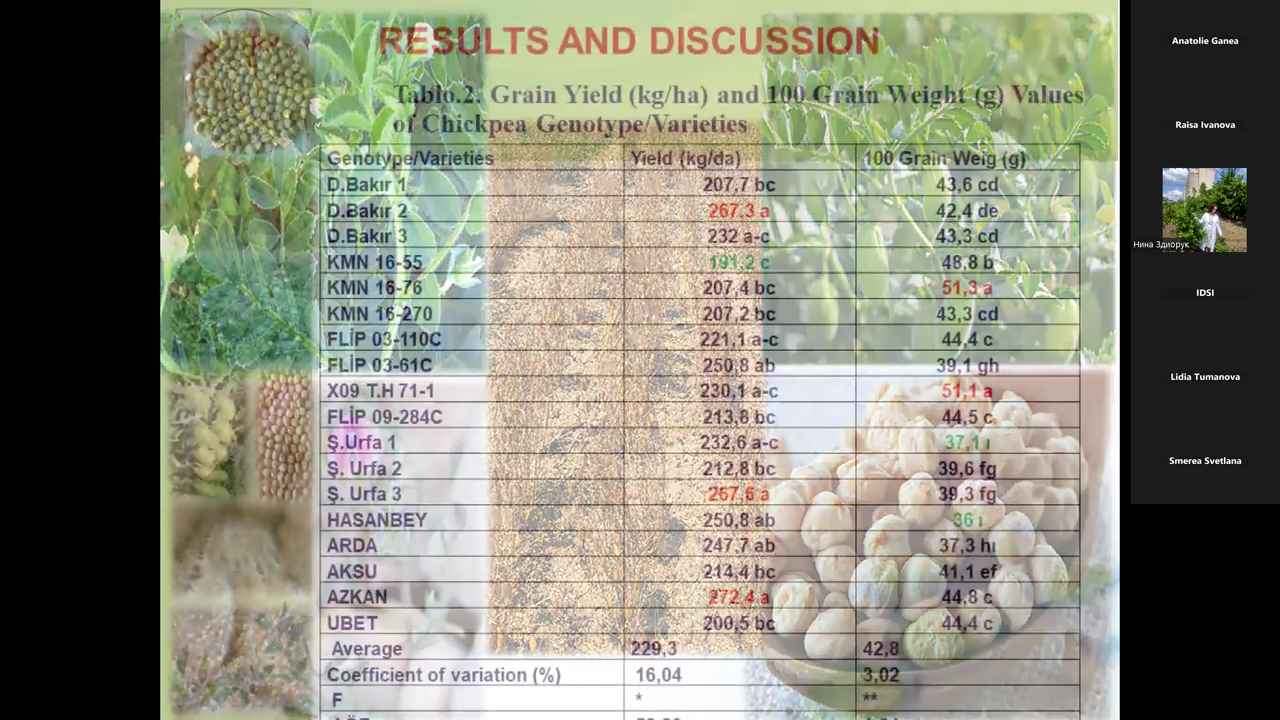 RESULTS AND DISCUSSION
Tablo.2. Grain Yield (kg/ha) and 100 Grain Weight (g) Values
of Chickpea Genotype/Varieties
Genotype/Varieties Yield (kg/da) 100 Grain Weig (g)
D.Bakır 1 207,7 bc 43,6 cd
D.Bakır 2 267,3 a 42,4 de
D.Bakır 3 232 a-c 43,3 cd
KMN 16-55 191,2 c 48,8 b
KMN 16-76 207,4 bc 51,3 a
KMN 16-270 207,2 bc 43,3 cd
FLİP 03-110C 221,1 a-c 44,4 c
FLİP 03-61C 250,8 ab 39,1 gh
X09 T.H 71-1 230,1 a-c 51,1 a
FLİP 09-284C 213,8 bc 44,5 c
Ş.Urfa 1 232,6 a-c 37,1 ı
Ş. Urfa 2 212,8 bc 39,6 fg
Ş. Urfa 3 267,6 a 39,3 fg
HASANBEY 250,8 ab 36 ı
ARDA 247,7 ab 37,3 hı
AKSU 214,4 bc 41,1 ef
AZKAN 272,4 a 44,8 c
UBET 200,5 bc 44,4 c
Average 229,3 42,8
Coefficient of variation (%) 16,04 3,02
F * **
Anatolie Ganea
Raisa Ivanova
Нина Здиорук
IDSI
Lidia Tumanova
Smerea Svetlana